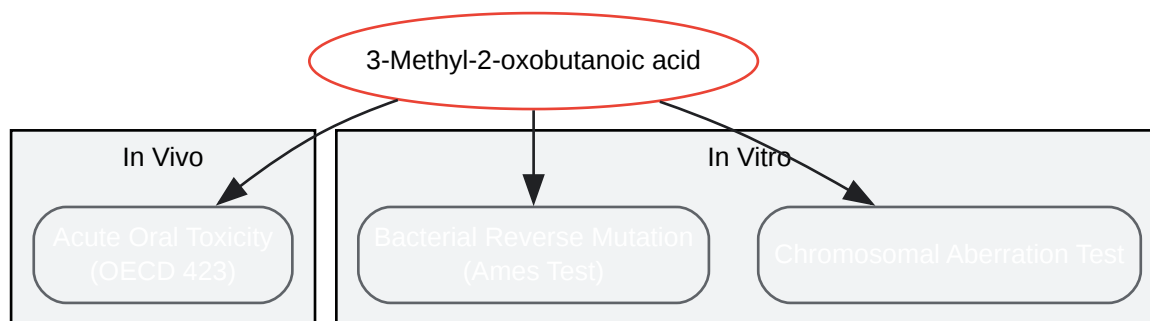 3-Methyl-2-oxobutanoic acid
In Vivo
In Vitro
Acute Oral Toxicity
(OECD 423)
Bacterial Reverse Mutation
(Ames Test)
Chromosomal Aberration Test